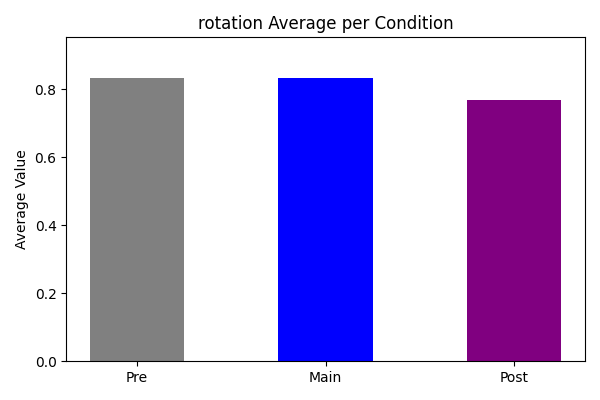 rotation Average per Condition
Average Value
0.8
0.6
0.4
0.2
0.0
Pre
Main
Post